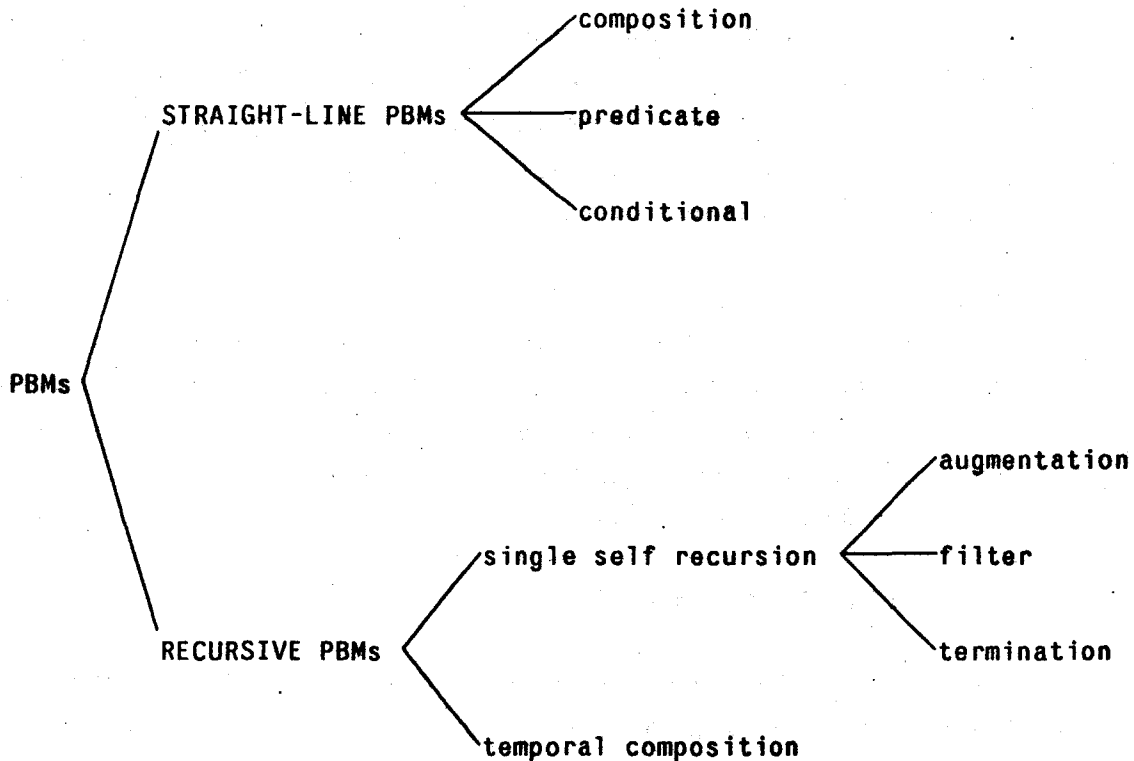 composition
STRAIGHT-LINE PBMs
predicate
conditional
PBMs
augmentation
single self recursion
filter
RECURSIVE PBMs
termination
temporal composition